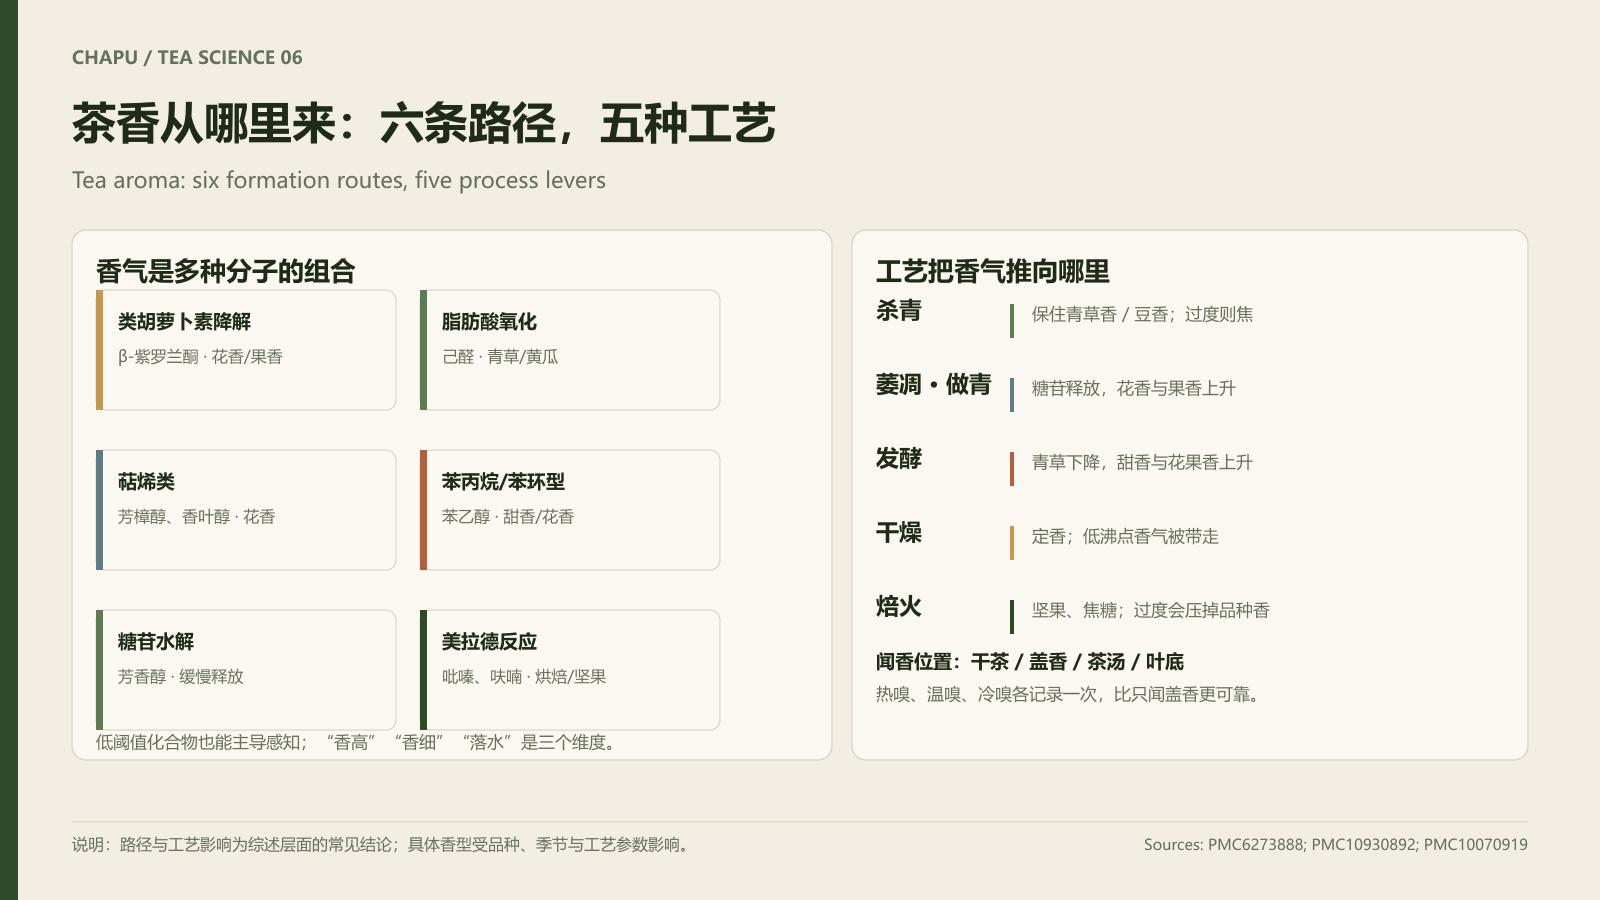 CHAPU / TEA SCIENCE 06
茶香从哪里来：六条路径，五种工艺
Tea aroma: six formation routes, five process levers
香气是多种分子的组合
类胡萝卜素降解
β-紫罗兰酮 · 花香/果香
脂肪酸氧化
己醛 · 青草/黄瓜
萜烯类
芳樟醇、香叶醇 · 花香
苯丙烷/苯环型
苯乙醇 · 甜香/花香
糖苷水解
芳香醇 · 缓慢释放
美拉德反应
吡嗪、呋喃 · 烘焙/坚果
低阈值化合物也能主导感知；“香高”“香细”“落水”是三个维度。
工艺把香气推向哪里
杀青
保住青草香 / 豆香；过度则焦
萎凋·做青
糖苷释放，花香与果香上升
发酵
青草下降，甜香与花果香上升
干燥
定香；低沸点香气被带走
焙火
坚果、焦糖；过度会压掉品种香
闻香位置：干茶 / 盖香 / 茶汤 / 叶底
热嗅、温嗅、冷嗅各记录一次，比只闻盖香更可靠。
说明：路径与工艺影响为综述层面的常见结论；具体香型受品种、季节与工艺参数影响。
Sources: PMC6273888; PMC10930892; PMC10070919